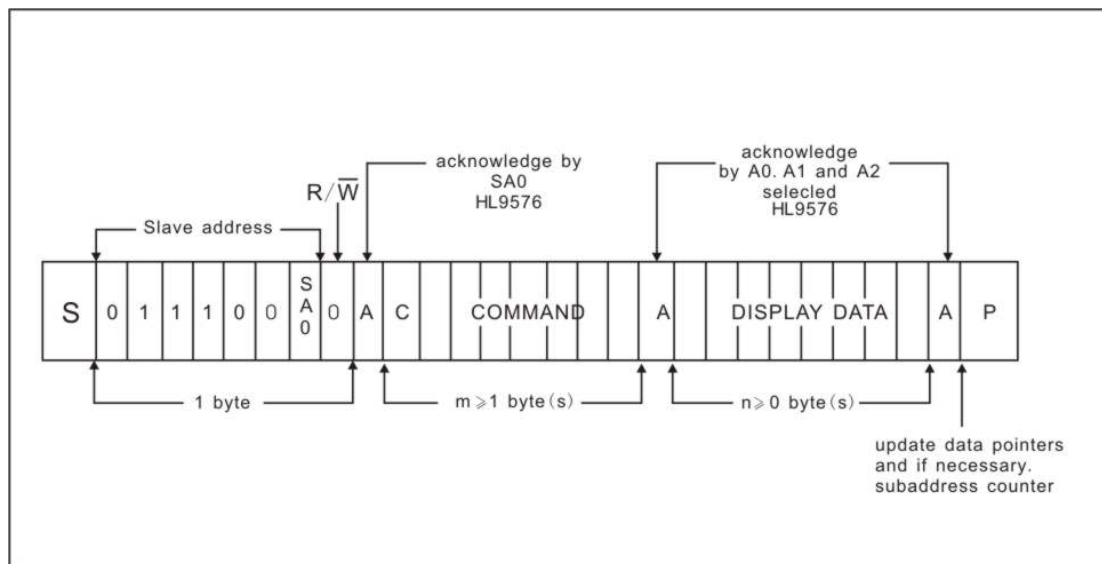 acknowledge by
SA0
HL9576
acknowledge
by A0. A1 and A2
selecled
HL9576
R/W̅
Slave address
S 0 1 1 1 0 0 SA0 0 A C COMMAND A DISPLAY DATA A P
1 byte
m⩾1 byte(s)
n⩾0 byte(s)
update data pointers
and if necessary.
subaddress counter